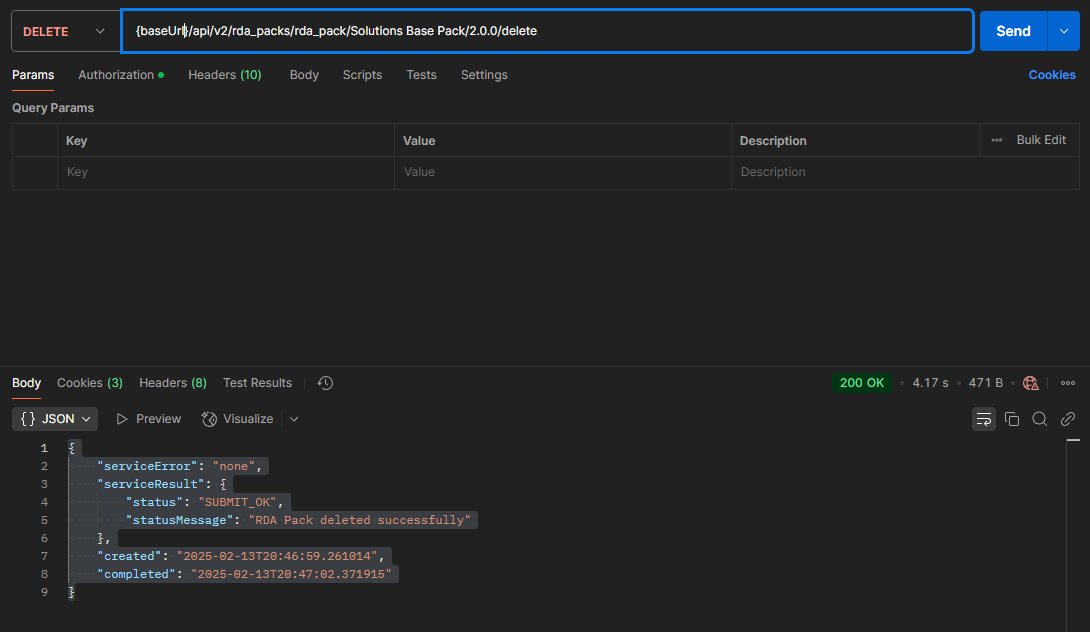 DELETE {baseUrl}/api/v2/rda_packs/rda_pack/Solutions Base Pack/2.0.0/delete Send
Params Authorization Headers (10) Body Scripts Tests Settings Cookies
Query Params
Key Value Description ••• Bulk Edit
Key Value Description
Body Cookies (3) Headers (8) Test Results 200 OK • 4.17 s • 471 B •
{} JSON Preview Visualize
1 {
2 "serviceError": "none",
3 "serviceResult": {
4 "status": "SUBMIT_OK",
5 "statusMessage": "RDA Pack deleted successfully"
6 },
7 "created": "2025-02-13T20:46:59.261014",
8 "completed": "2025-02-13T20:47:02.371915"
9 }